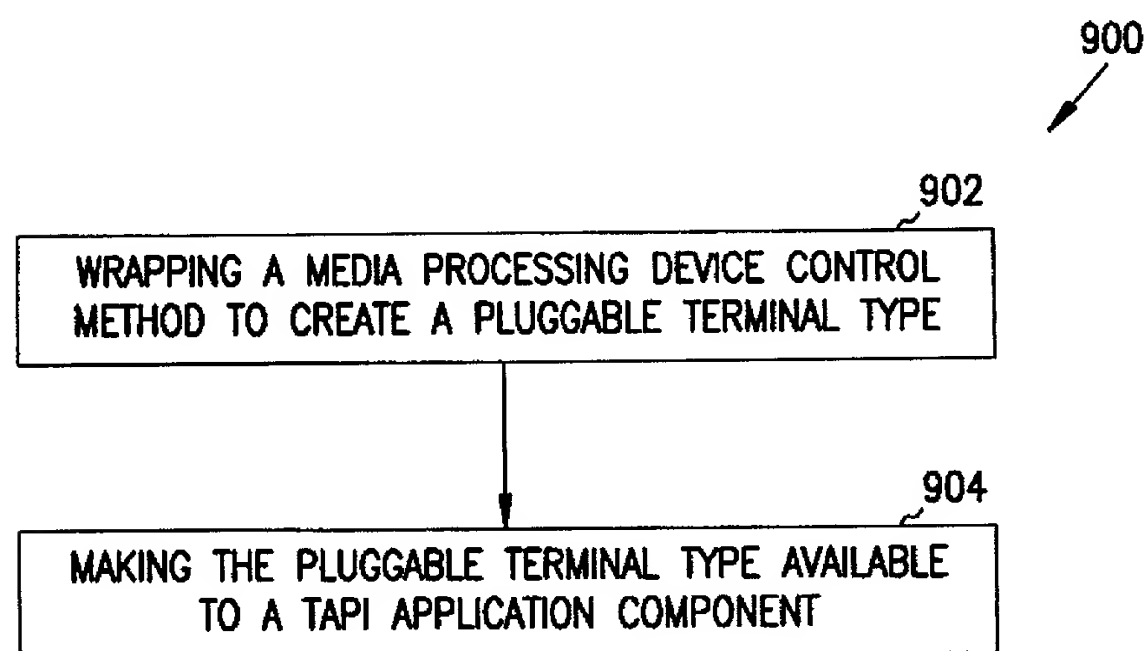 900
902
WRAPPING A MEDIA PROCESSING DEVICE CONTROL
METHOD TO CREATE A PLUGGABLE TERMINAL TYPE
904
MAKING THE PLUGGABLE TERMINAL TYPE AVAILABLE
TO A TAPI APPLICATION COMPONENT